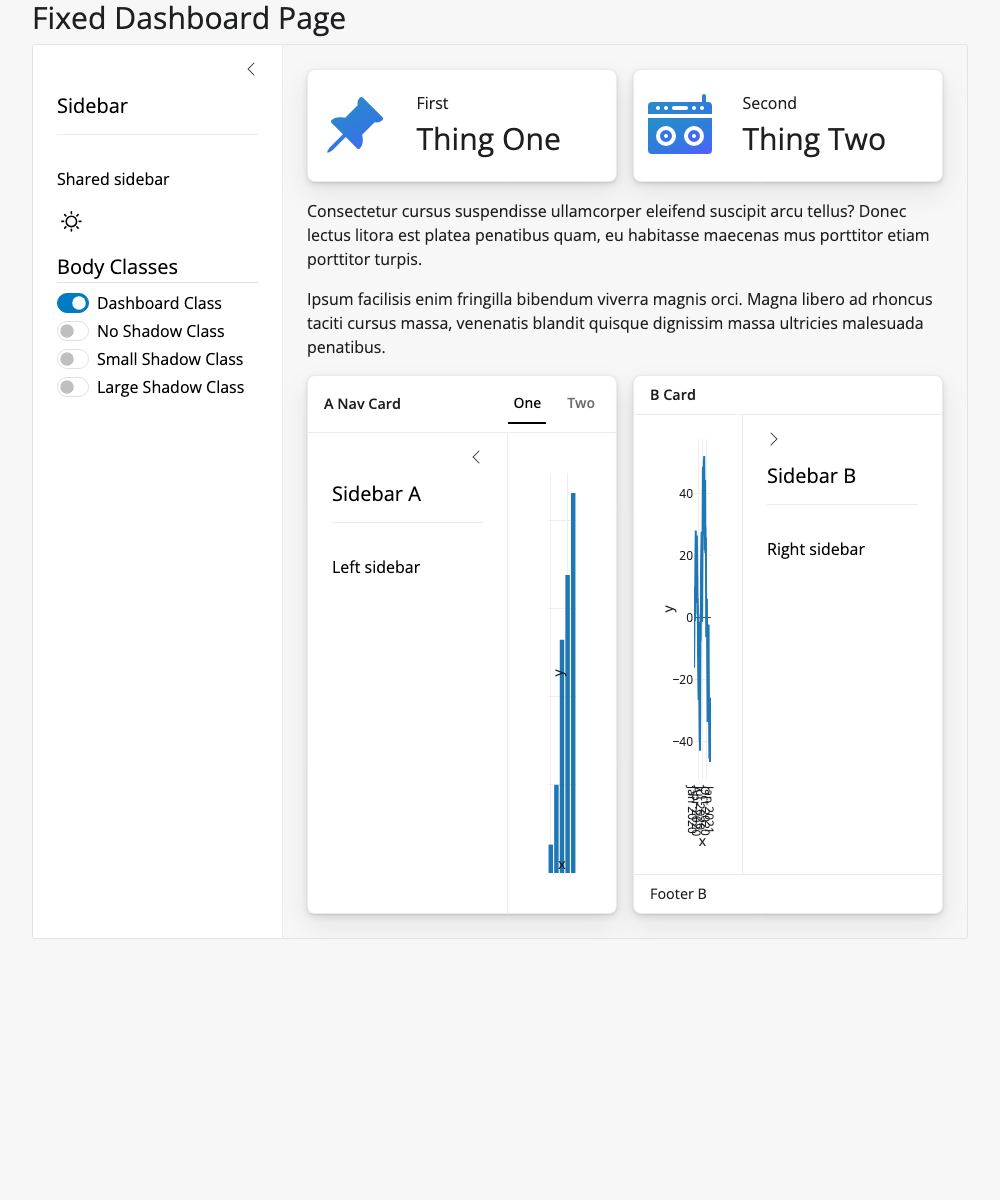 Fixed Dashboard Page
Sidebar
Shared sidebar
Body Classes
Dashboard Class
No Shadow Class
Small Shadow Class
Large Shadow Class
First
Thing One
Second
Thing Two
Consectetur cursus suspendisse ullamcorper eleifend suscipit arcu tellus? Donec
lectus litora est platea penatibus quam, eu habitasse maecenas mus porttitor etiam
porttitor turpis.
Ipsum facilisis enim fringilla bibendum viverra magnis orci. Magna libero ad rhoncus
taciti cursus massa, venenatis blandit quisque dignissim massa ultricies malesuada
penatibus.
A Nav Card
One
Two
Sidebar A
Left sidebar
y
x
B Card
40
20
0
−20
−40
y
Jan 2020
Jan 2021
x
Sidebar B
Right sidebar
Footer B